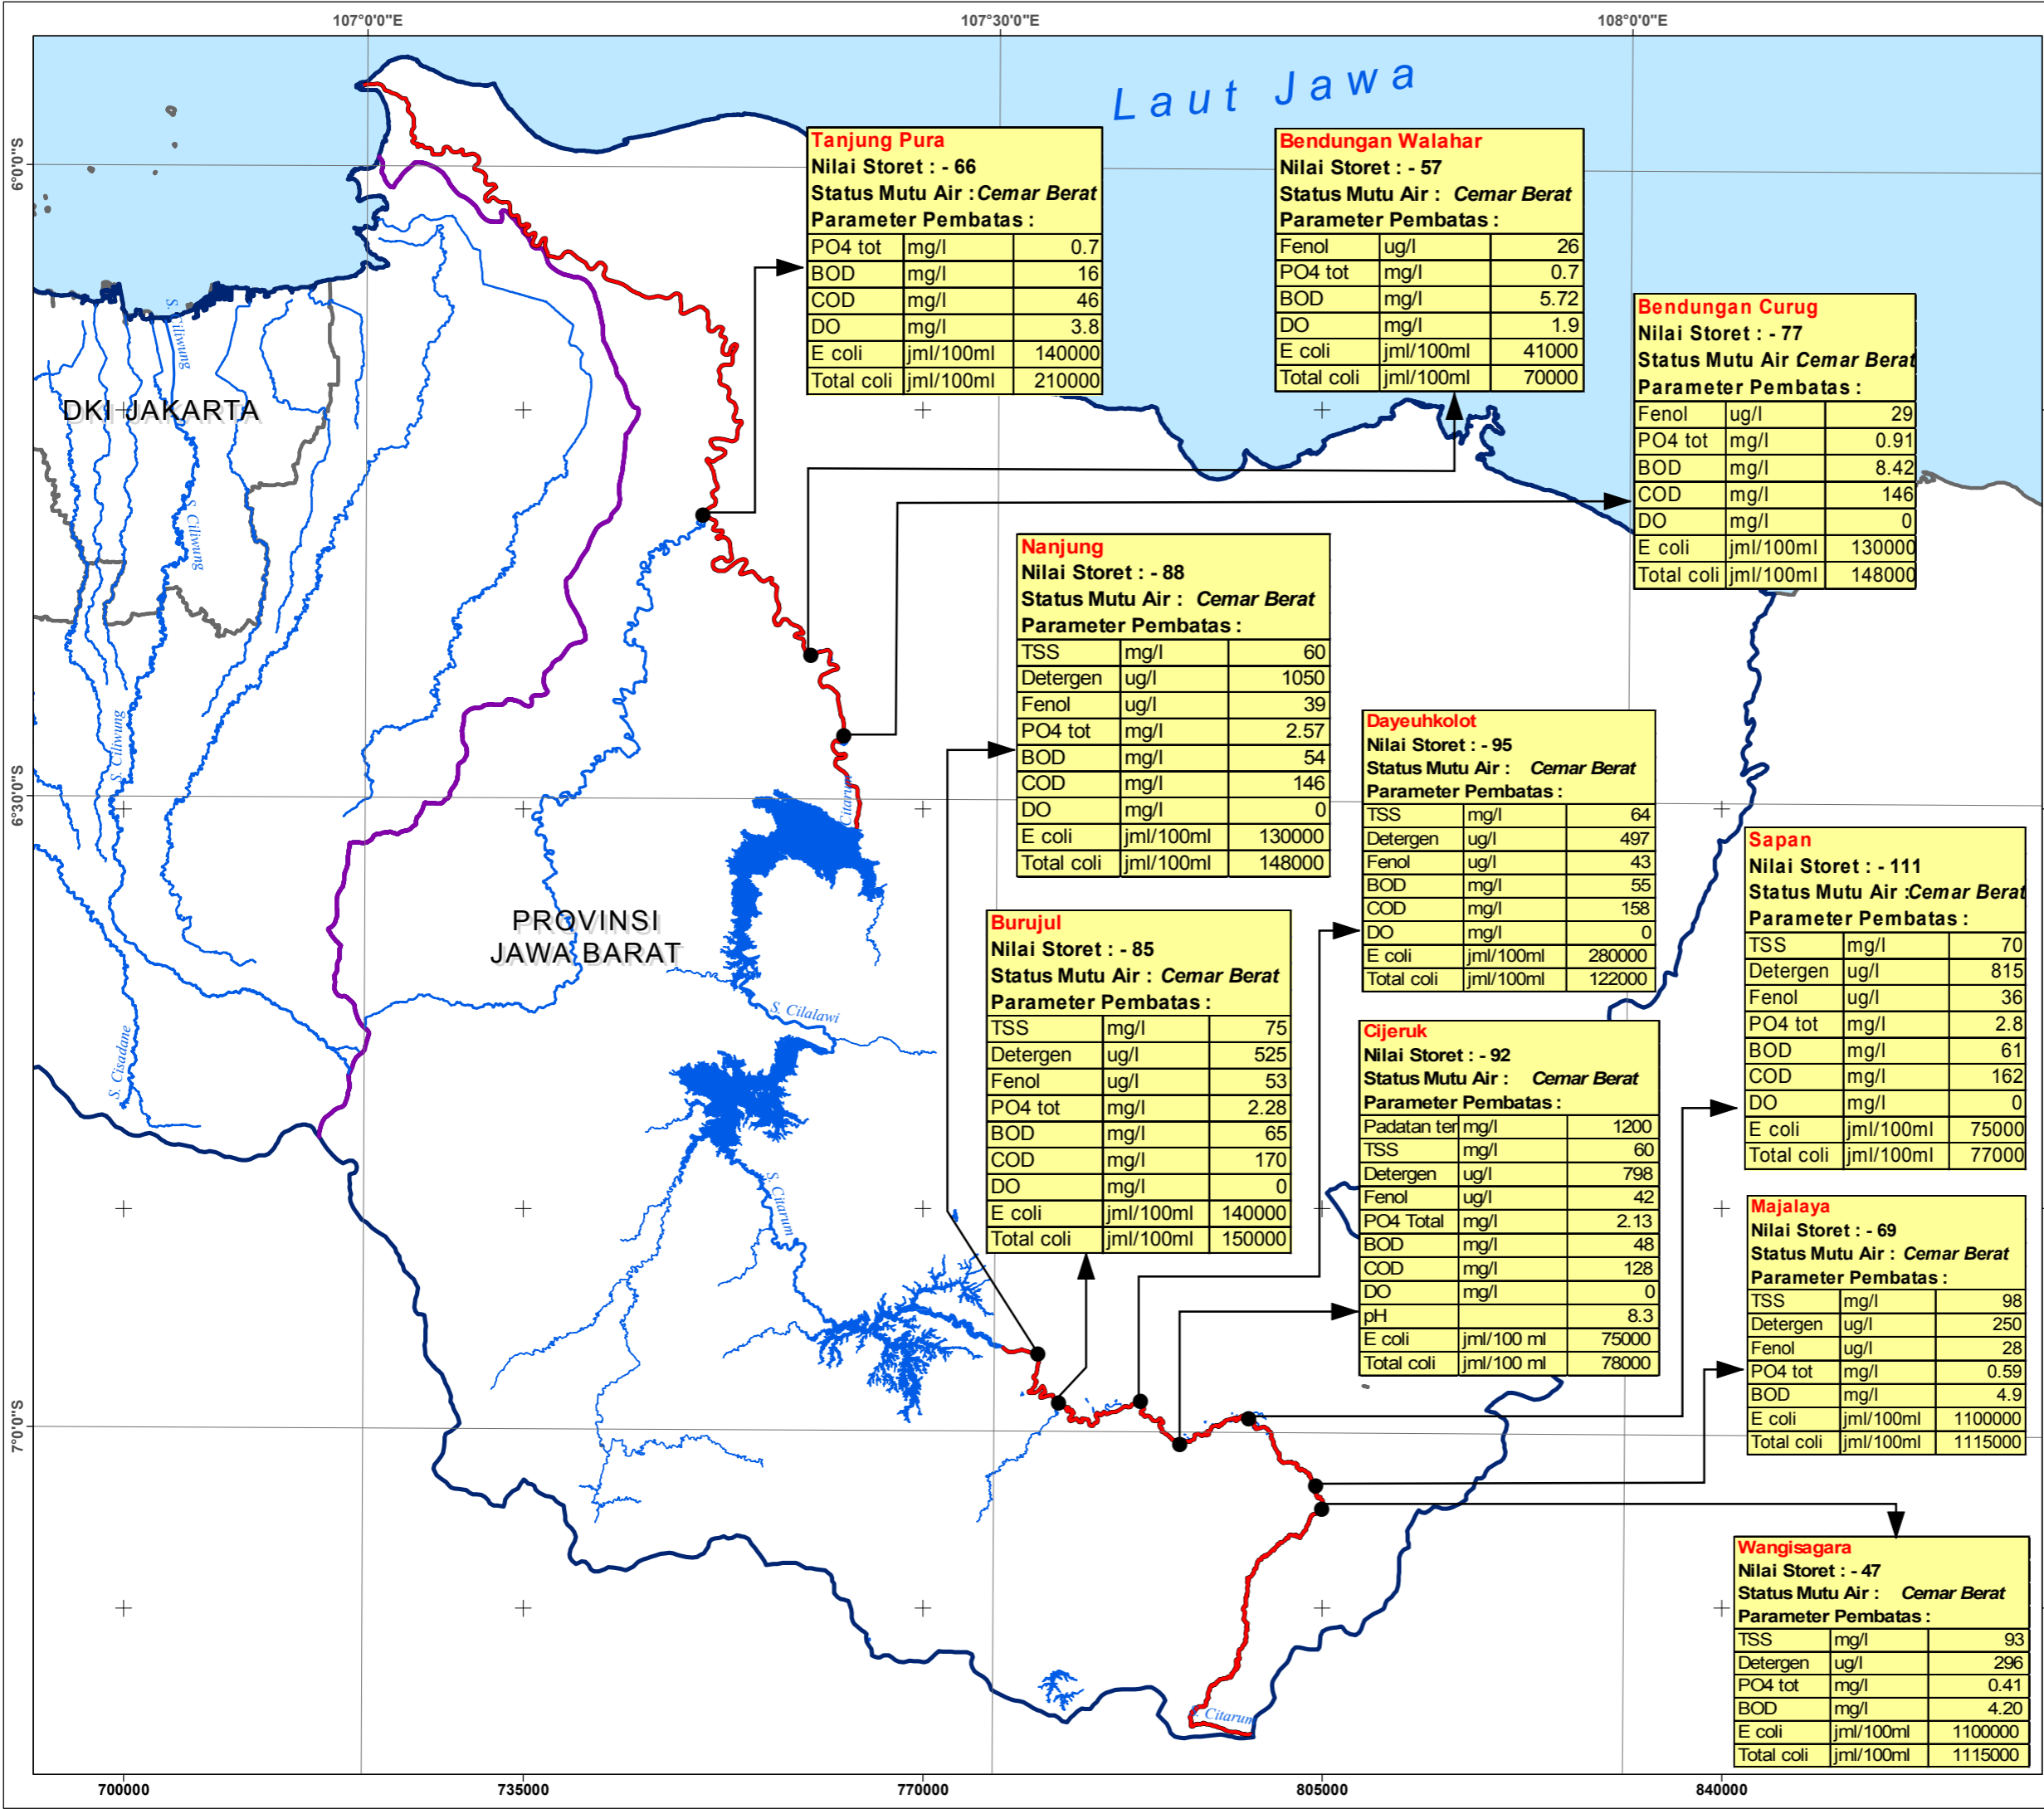 107°0'0"E
107°30'0"E
108°0'0"E
6°0'0"S
6°30'0"S
7°0'0"S
Laut Jawa
Tanjung Pura
Nilai Storet : - 66
Status Mutu Air : Cemar Berat
Parameter Pembatas :
PO4 tot mg/l 0.7
BOD mg/l 16
COD mg/l 46
DO mg/l 3.8
E coli jml/100ml 140000
Total coli jml/100ml 210000
Bendungan Walahar
Nilai Storet : - 57
Status Mutu Air : Cemar Berat
Parameter Pembatas :
Fenol ug/l 26
PO4 tot mg/l 0.7
BOD mg/l 5.72
DO mg/l 1.9
E coli jml/100ml 41000
Total coli jml/100ml 70000
Bendungan Curug
Nilai Storet : - 77
Status Mutu Air Cemar Berat
Parameter Pembatas :
Fenol ug/l 29
PO4 tot mg/l 0.91
BOD mg/l 8.42
COD mg/l 146
DO mg/l 0
E coli jml/100ml 130000
Total coli jml/100ml 148000
S. Ciliwung
DKI JAKARTA
S. Ciliwung
S. Ciliwung
Nanjung
Nilai Storet : - 88
Status Mutu Air : Cemar Berat
Parameter Pembatas :
TSS mg/l 60
Detergen ug/l 1050
Fenol ug/l 39
PO4 tot mg/l 2.57
BOD mg/l 54
COD mg/l 146
DO mg/l 0
E coli jml/100ml 130000
Total coli jml/100ml 148000
Dayeuhkolot
Nilai Storet : - 95
Status Mutu Air : Cemar Berat
Parameter Pembatas :
TSS mg/l 64
Detergen ug/l 497
Fenol ug/l 43
BOD mg/l 55
COD mg/l 158
DO mg/l 0
E coli jml/100ml 280000
Total coli jml/100ml 122000
Citarum
Sapan
Nilai Storet : - 111
Status Mutu Air :Cemar Berat
Parameter Pembatas :
TSS mg/l 70
Detergen ug/l 815
Fenol ug/l 36
PO4 tot mg/l 2.8
BOD mg/l 61
COD mg/l 162
DO mg/l 0
E coli jml/100ml 75000
Total coli jml/100ml 77000
PROVINSI
JAWA BARAT
Burujul
Nilai Storet : - 85
Status Mutu Air : Cemar Berat
Parameter Pembatas :
TSS mg/l 75
Detergen ug/l 525
Fenol ug/l 53
PO4 tot mg/l 2.28
BOD mg/l 65
COD mg/l 170
DO mg/l 0
E coli jml/100ml 140000
Total coli jml/100ml 150000
S. Cilalawi
S. Cisadane
Cijeruk
Nilai Storet : - 92
Status Mutu Air : Cemar Berat
Parameter Pembatas :
Padatan ter mg/l 1200
TSS mg/l 60
Detergen ug/l 798
Fenol ug/l 42
PO4 Total mg/l 2.13
BOD mg/l 48
COD mg/l 128
DO mg/l 0
pH 8.3
E coli jml/100 ml 75000
Total coli jml/100 ml 78000
S. Citarum
Majalaya
Nilai Storet : - 69
Status Mutu Air : Cemar Berat
Parameter Pembatas :
TSS mg/l 98
Detergen ug/l 250
Fenol ug/l 28
PO4 tot mg/l 0.59
BOD mg/l 4.9
E coli jml/100ml 1100000
Total coli jml/100ml 1115000
Wangisagara
Nilai Storet : - 47
Status Mutu Air : Cemar Berat
Parameter Pembatas :
TSS mg/l 93
Detergen ug/l 296
PO4 tot mg/l 0.41
BOD mg/l 4.20
E coli jml/100ml 1100000
Total coli jml/100ml 1115000
S. Citarum
700000
735000
770000
805000
840000